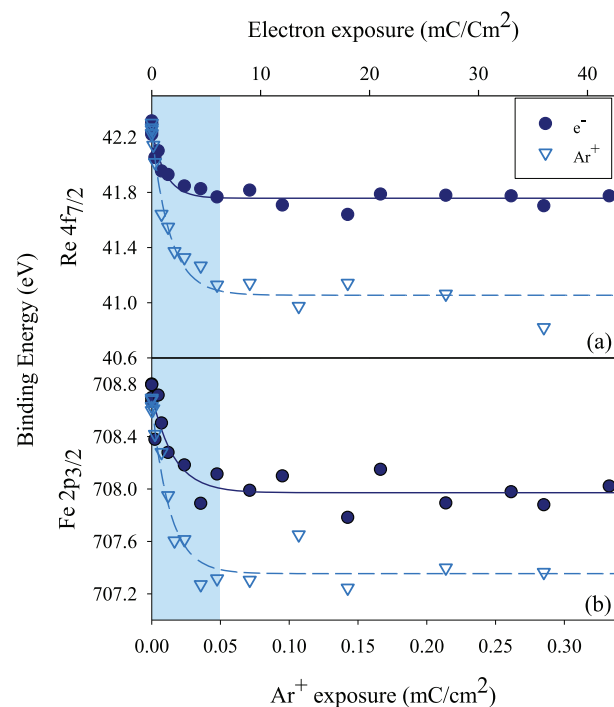 Electron exposure (mC/Cm2)
0 10 20 30 40
e-
Ar+
42.2
41.8
41.4
41.0
40.6
Re 4f7/2
(a)
Binding Energy (eV)
708.8
708.4
708.0
707.6
707.2
Fe 2p3/2
(b)
0.00 0.05 0.10 0.15 0.20 0.25 0.30
Ar+ exposure (mC/cm2)